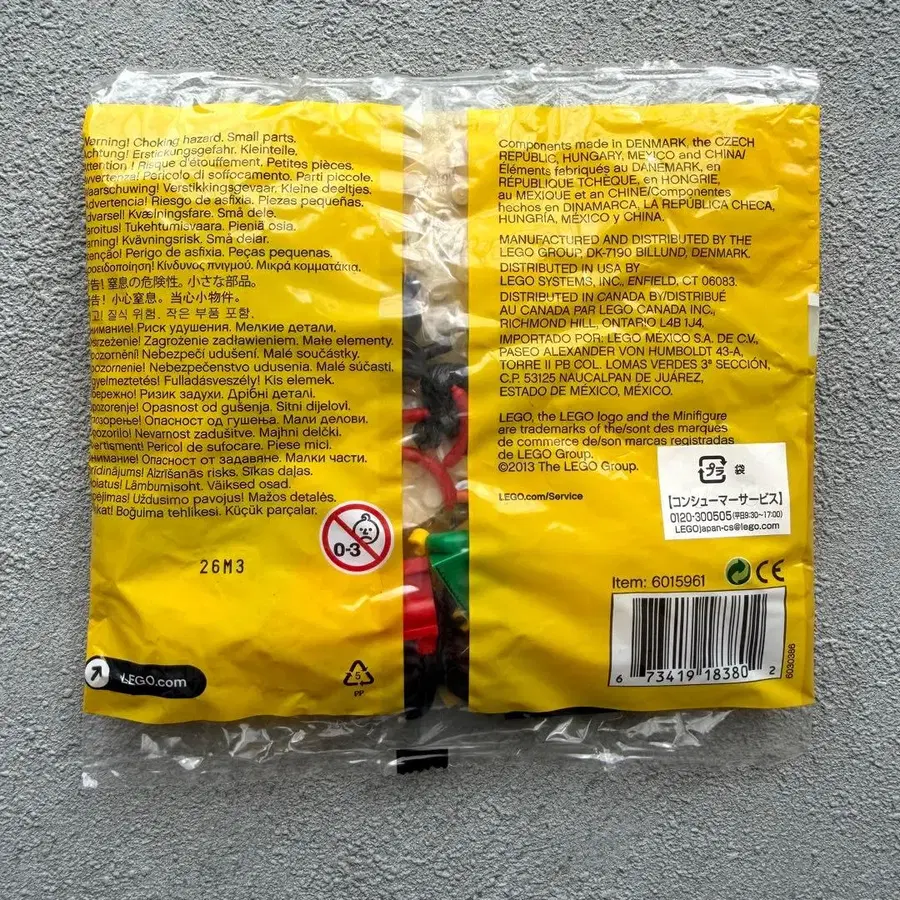 Warning! Choking hazard. Small parts.
Achtung! Erstickungsgefahr. Kleinteile.
Attention ! Risque d'étouffement. Petites pièces.
Avvertenza! Pericolo di soffocamento. Parti piccole.
Waarschuwing! Verstikkingsgevaar. Kleine deeltjes.
Advertencia! Riesgo de asfixia. Piezas pequeñas.
Advarsel! Kvælningsfare. Små dele.
Varoitus! Tukehtumisvaara. Pieniä osia.
Varning! Kvävningsrisk. Små delar.
Atenção! Perigo de asfixia. Peças pequenas.
Προειδοποίηση! Κίνδυνος πνιγμού. Μικρά κομματάκια.
告! 窒息の危険性。小さな部品。
告! 小心窒息。当心小物件。
고! 질식 위험. 작은 부품 포함.
Внимание! Риск удушения. Мелкие детали.
Ostrzeżenie! Zagrożenie zadławieniem. Małe elementy.
Upozornění! Nebezpečí udušení. Malé součástky.
Upozornenie! Nebezpečenstvo udusenia. Malé súčasti.
Figyelmeztetés! Fulladásveszély! Kis elemek.
Обережно! Ризик задухи. Дрібні деталі.
Upozorenje! Opasnost od gušenja. Sitni dijelovi.
Упозорење! Опасност од гушења. Мали делови.
Opozorilo! Nevarnost zadušitve. Majhni delčki.
Avertisment! Pericol de sufocare. Piese mici.
Внимание! Опасност от задавяне. Малки части.
Brīdinājums! Aizrīšanās risks. Sīkas daļas.
Hoiatus! Lämbumisoht. Väiksed osad.
Įspėjimas! Uždusimo pavojus! Mažos detalės.
Dikkat! Boğulma tehlikesi. Küçük parçalar.
0-3
26M3
LEGO.com
5
PP
Components made in DENMARK, the CZECH
REPUBLIC, HUNGARY, MEXICO and CHINA/
Éléments fabriqués au DANEMARK, en
RÉPUBLIQUE TCHÈQUE, en HONGRIE,
au MEXIQUE et an CHINE/Componentes
hechos en DINAMARCA, LA REPÚBLICA CHECA,
HUNGRÍA, MÉXICO y CHINA.
MANUFACTURED AND DISTRIBUTED BY THE
LEGO GROUP, DK-7190 BILLUND, DENMARK.
DISTRIBUTED IN USA BY
LEGO SYSTEMS, INC., ENFIELD, CT 06083.
DISTRIBUTED IN CANADA BY/DISTRIBUÉ
AU CANADA PAR LEGO CANADA INC.,
RICHMOND HILL, ONTARIO L4B 1J4.
IMPORTADO POR: LEGO MÉXICO S.A. DE C.V.,
PASEO ALEXANDER VON HUMBOLDT 43-A,
TORRE II PB COL. LOMAS VERDES 3ª SECCIÓN,
C.P. 53125 NAUCALPAN DE JUÁREZ,
ESTADO DE MÉXICO, MÉXICO.
LEGO, the LEGO logo and the Minifigure
are trademarks of the/sont des marques
de commerce de/son marcas registradas
de LEGO Group.
©2013 The LEGO Group.
LEGO.com/Service
プラ 袋
【コンシューマーサービス】
0120-300505(平日9:30~17:00)
LEGOjapan-cs@lego.com
Item: 6015961
CE
6 73419 18380 2
6030386